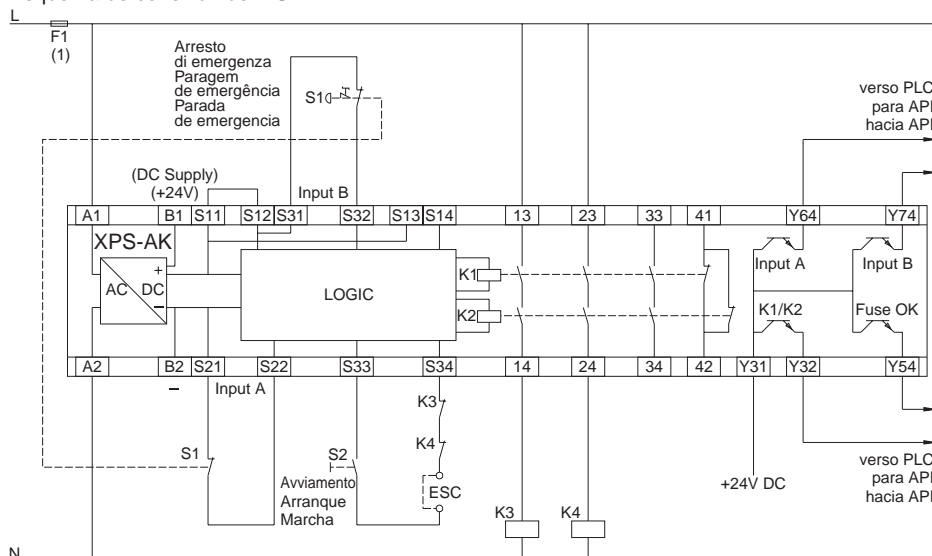 L
F1
(1)
Arresto
di emergenza
Paragem
de emergência
Parada
de emergencia
S1
verso PLC
para API
hacia API
(DC Supply)
(+24V)
Input B
A1 B1 S11 S12 S31 S32 S13 S14 13 23 33 41 Y64 Y74
XPS-AK
AC DC
+
–
LOGIC
K1
K2
Input A
Input B
K1/K2
Fuse OK
A2 B2 S21 S22 S33 S34 14 24 34 42 Y31 Y32 Y54
–
Input A
K3
K4
S1
S2
ESC
Avviamento
Arranque
Marcha
+24V DC
verso PLC
para API
hacia API
K3
K4
N